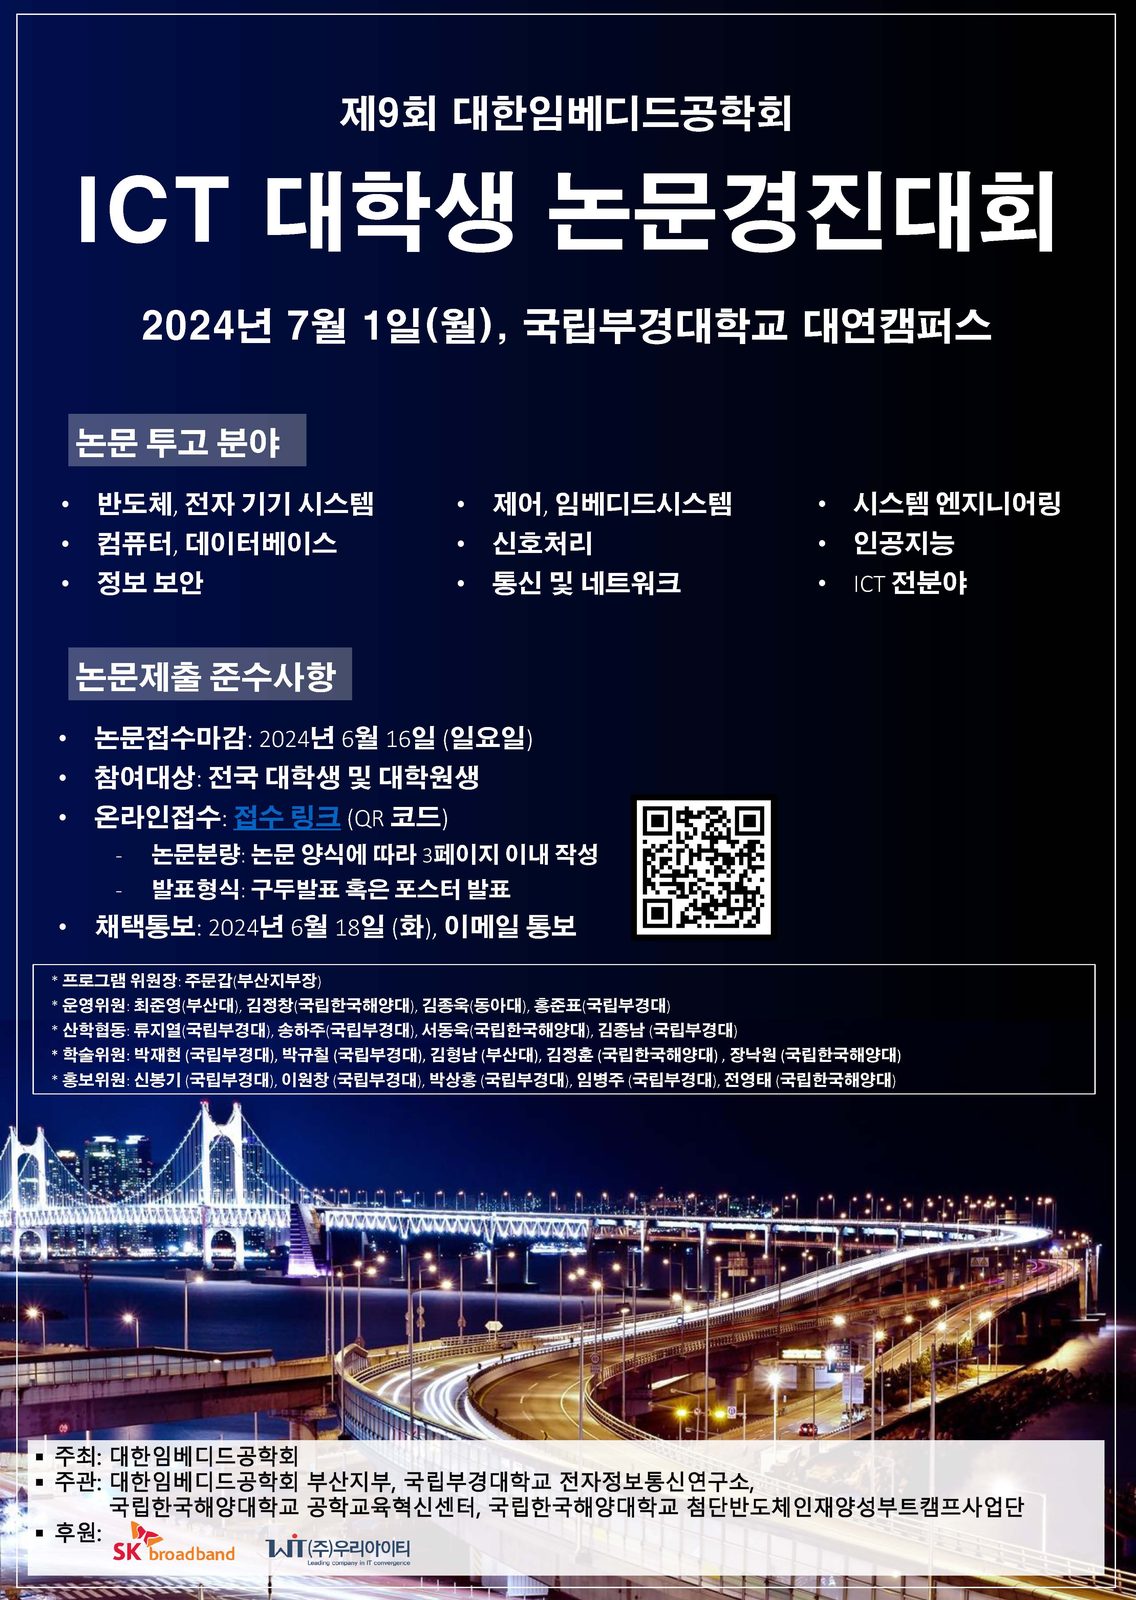 제9회 대한임베디드공학회
ICT 대학생 논문경진대회
2024년 7월 1일(월), 국립부경대학교 대연캠퍼스
논문 투고 분야
• 반도체, 전자 기기 시스템
• 컴퓨터, 데이터베이스
• 정보 보안
• 제어, 임베디드시스템
• 신호처리
• 통신 및 네트워크
• 시스템 엔지니어링
• 인공지능
• ICT 전분야
논문제출 준수사항
• 논문접수마감: 2024년 6월 16일 (일요일)
• 참여대상: 전국 대학생 및 대학원생
• 온라인접수: 접수 링크 (QR 코드)
- 논문분량: 논문 양식에 따라 3페이지 이내 작성
- 발표형식: 구두발표 혹은 포스터 발표
• 채택통보: 2024년 6월 18일 (화), 이메일 통보
* 프로그램 위원장: 주문갑(부산지부장)
* 운영위원: 최준영(부산대), 김정창(국립한국해양대), 김종욱(동아대), 홍준표(국립부경대)
* 산학협동: 류지열(국립부경대), 송하주(국립부경대), 서동욱(국립한국해양대), 김종남 (국립부경대)
* 학술위원: 박재현 (국립부경대), 박규칠 (국립부경대), 김형남 (부산대), 김정훈 (국립한국해양대) , 장낙원 (국립한국해양대)
* 홍보위원: 신봉기 (국립부경대), 이원창 (국립부경대), 박상홍 (국립부경대), 임병주 (국립부경대), 전영태 (국립한국해양대)
▪ 주최: 대한임베디드공학회
▪ 주관: 대한임베디드공학회 부산지부, 국립부경대학교 전자정보통신연구소,
국립한국해양대학교 공학교육혁신센터, 국립한국해양대학교 첨단반도체인재양성부트캠프사업단
▪ 후원: SK broadband WIT (주)우리아이티
Leading company in IT convergence